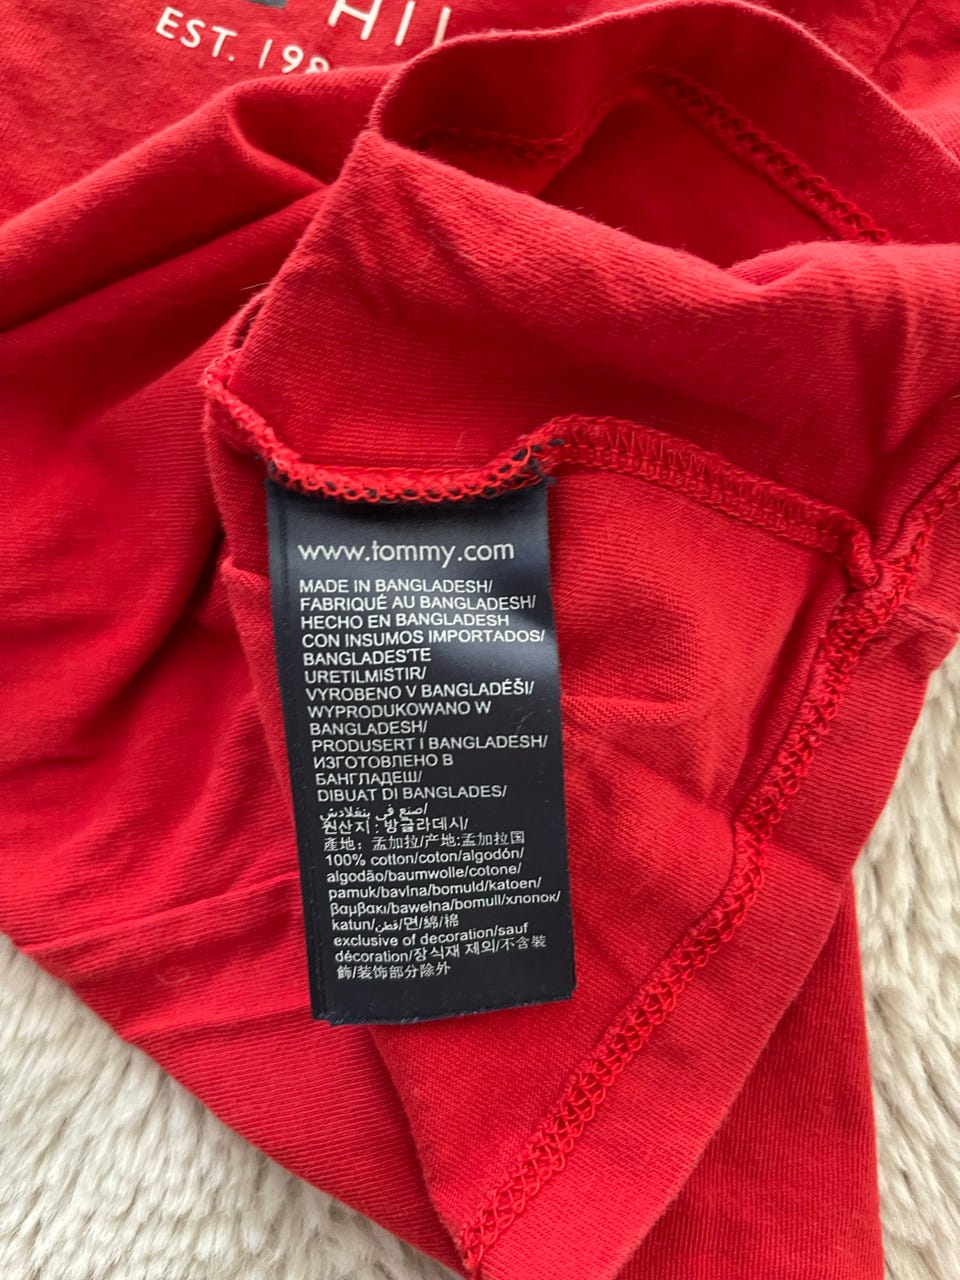 HIL
EST. 198
www.tommy.com
MADE IN BANGLADESH/
FABRIQUÉ AU BANGLADESH/
HECHO EN BANGLADESH
CON INSUMOS IMPORTADOS/
BANGLADES'TE
URETILMISTIR/
VYROBENO V BANGLADÉŠI/
WYPRODUKOWANO W
BANGLADESH/
PRODUSERT I BANGLADESH/
ИЗГОТОВЛЕНО В
БАНГЛАДЕШ/
DIBUAT DI BANGLADES/
صنع في بنغلادش/
원산지 : 방글라데시/
產地： 孟加拉/产地:孟加拉国
100% cotton/coton/algodón/
algodão/baumwolle/cotone/
pamuk/bavlna/bomuld/katoen/
βαμβακι/bawełna/bomull/хлопок/
katun/قطن/면/綿/棉
exclusive of decoration/sauf
décoration/장식재 제외/不含裝
飾/装饰部分除外